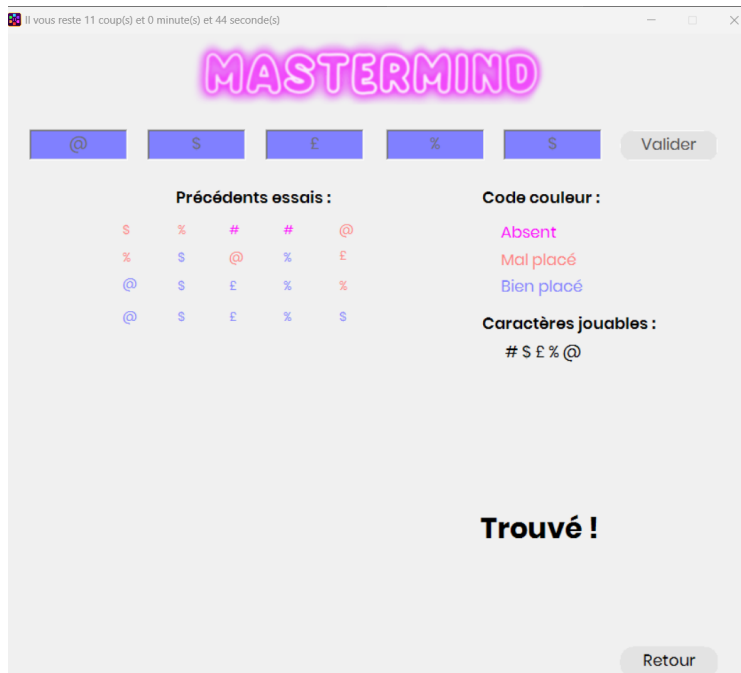 Il vous reste 11 coup(s) et 0 minute(s) et 44 seconde(s)
MASTERMIND
@ $ £ % $ Valider
Précédents essais :
$ % # # @
% $ @ % £
@ $ £ % %
@ $ £ % $
Code couleur :
Absent
Mal placé
Bien placé
Caractères jouables :
# $ £ % @
Trouvé !
Retour